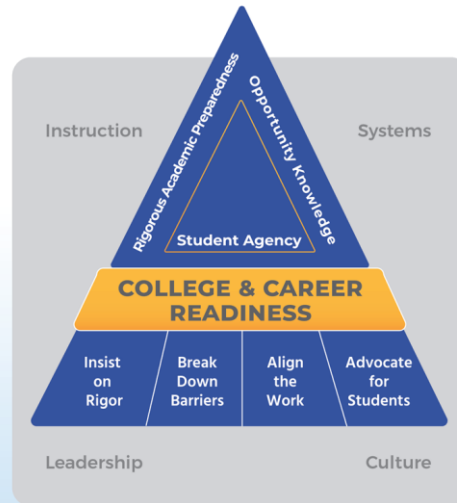 Rigorous Academic Preparedness
Opportunity Knowledge
Instruction
Systems
Student Agency
COLLEGE & CAREER
READINESS
Insist
on
Rigor
Break
Down
Barriers
Align
the
Work
Advocate
for
Students
Leadership
Culture